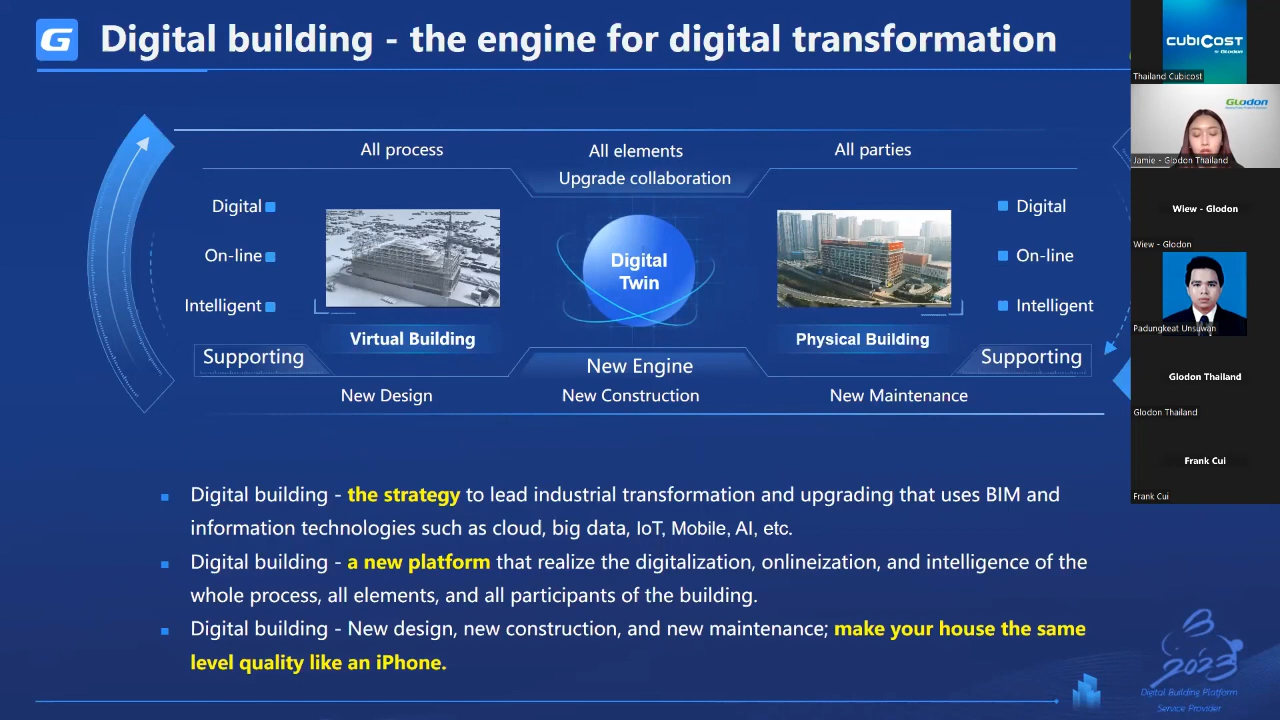 G Digital building - the engine for digital transformation
All process All elements All parties
Upgrade collaboration
Digital
On-line
Intelligent
Digital
Twin
Digital
On-line
Intelligent
Virtual Building
Physical Building
Supporting
New Engine
Supporting
New Design New Construction New Maintenance
Digital building - the strategy to lead industrial transformation and upgrading that uses BIM and
information technologies such as cloud, big data, IoT, Mobile, AI, etc.
Digital building - a new platform that realize the digitalization, onlineization, and intelligence of the
whole process, all elements, and all participants of the building.
Digital building - New design, new construction, and new maintenance; make your house the same
level quality like an iPhone.
2023
Digital Building Platform
Service Provider
CUBICOST
BY GLODON
Thailand Cubicost
GLODON
Jamie - Glodon Thailand
Wiew - Glodon
Wiew - Glodon
Padungkeat Unsuwan
Glodon Thailand
Glodon Thailand
Frank Cui
Frank Cui